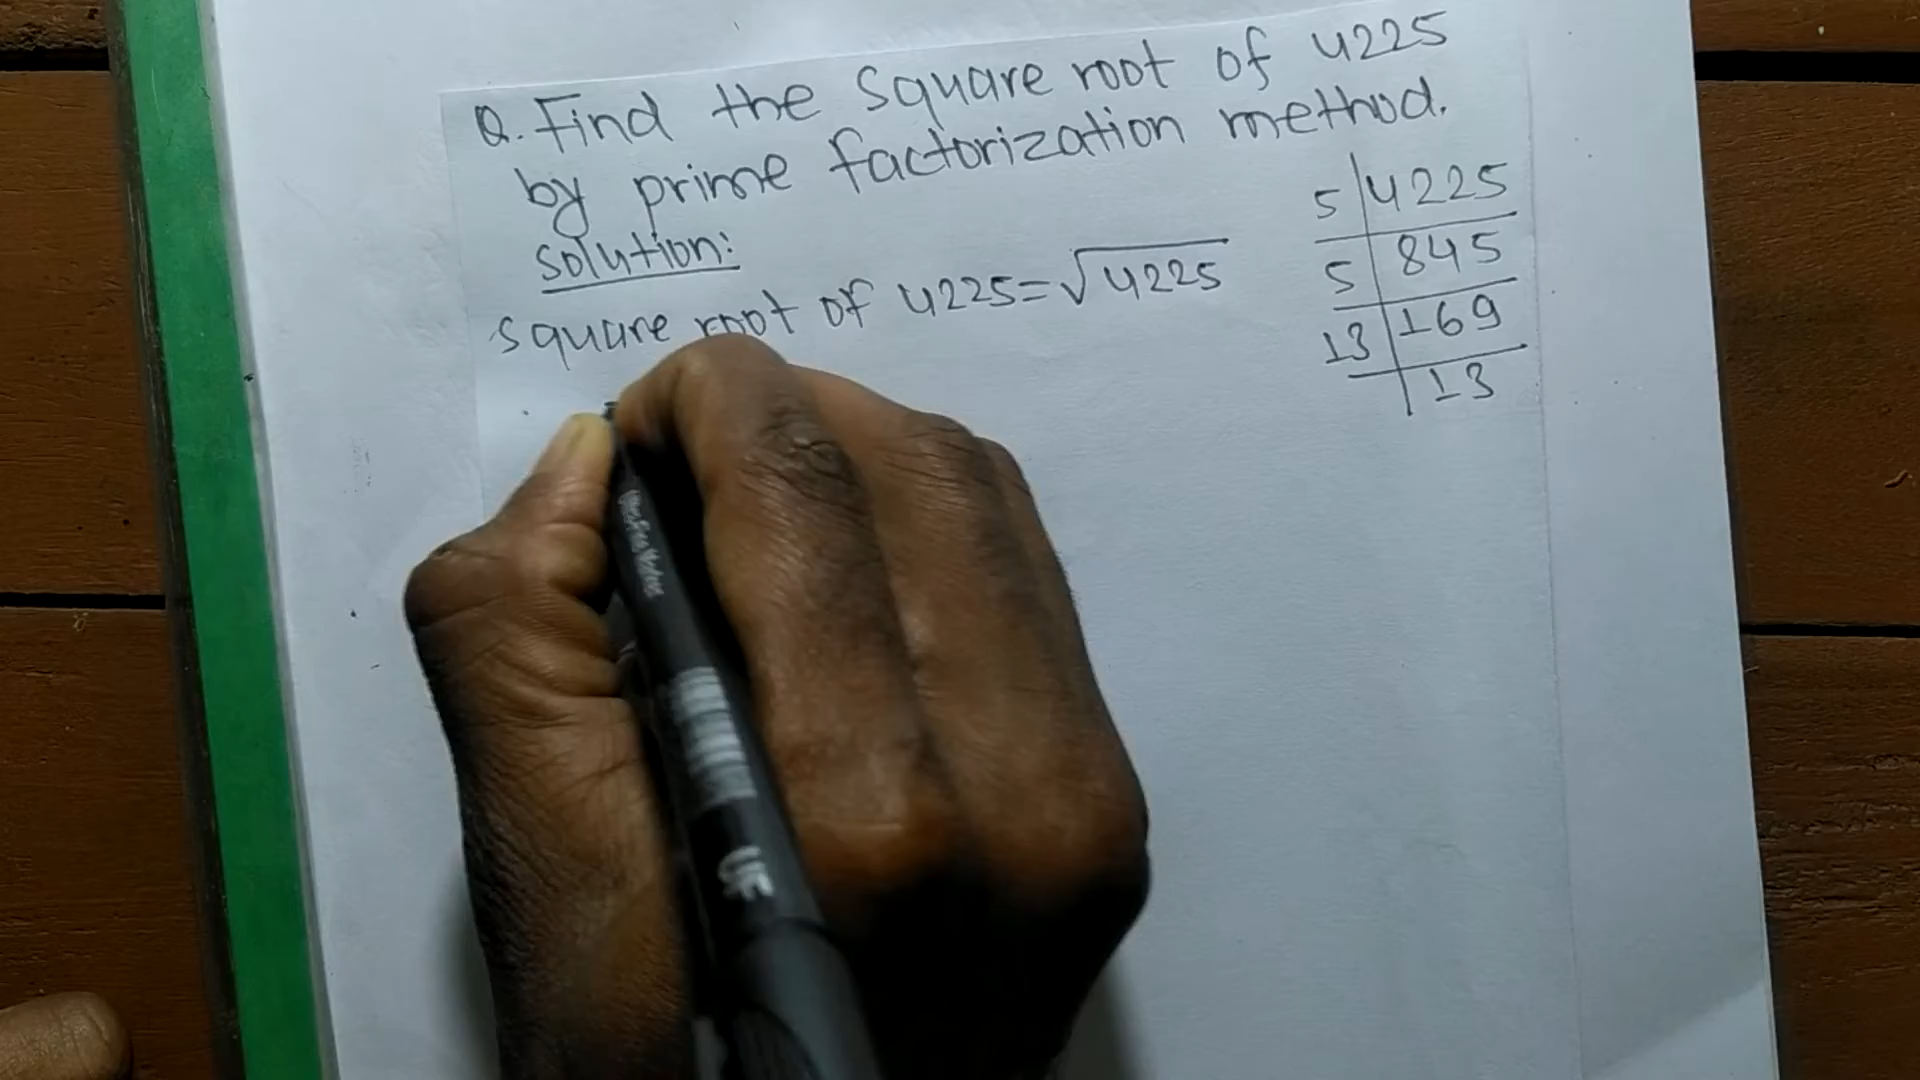 Q. Find the square root of 4225
by prime factorization method.
Solution:
square root of 4225=√4225
5 4225
5 845
13 169
13